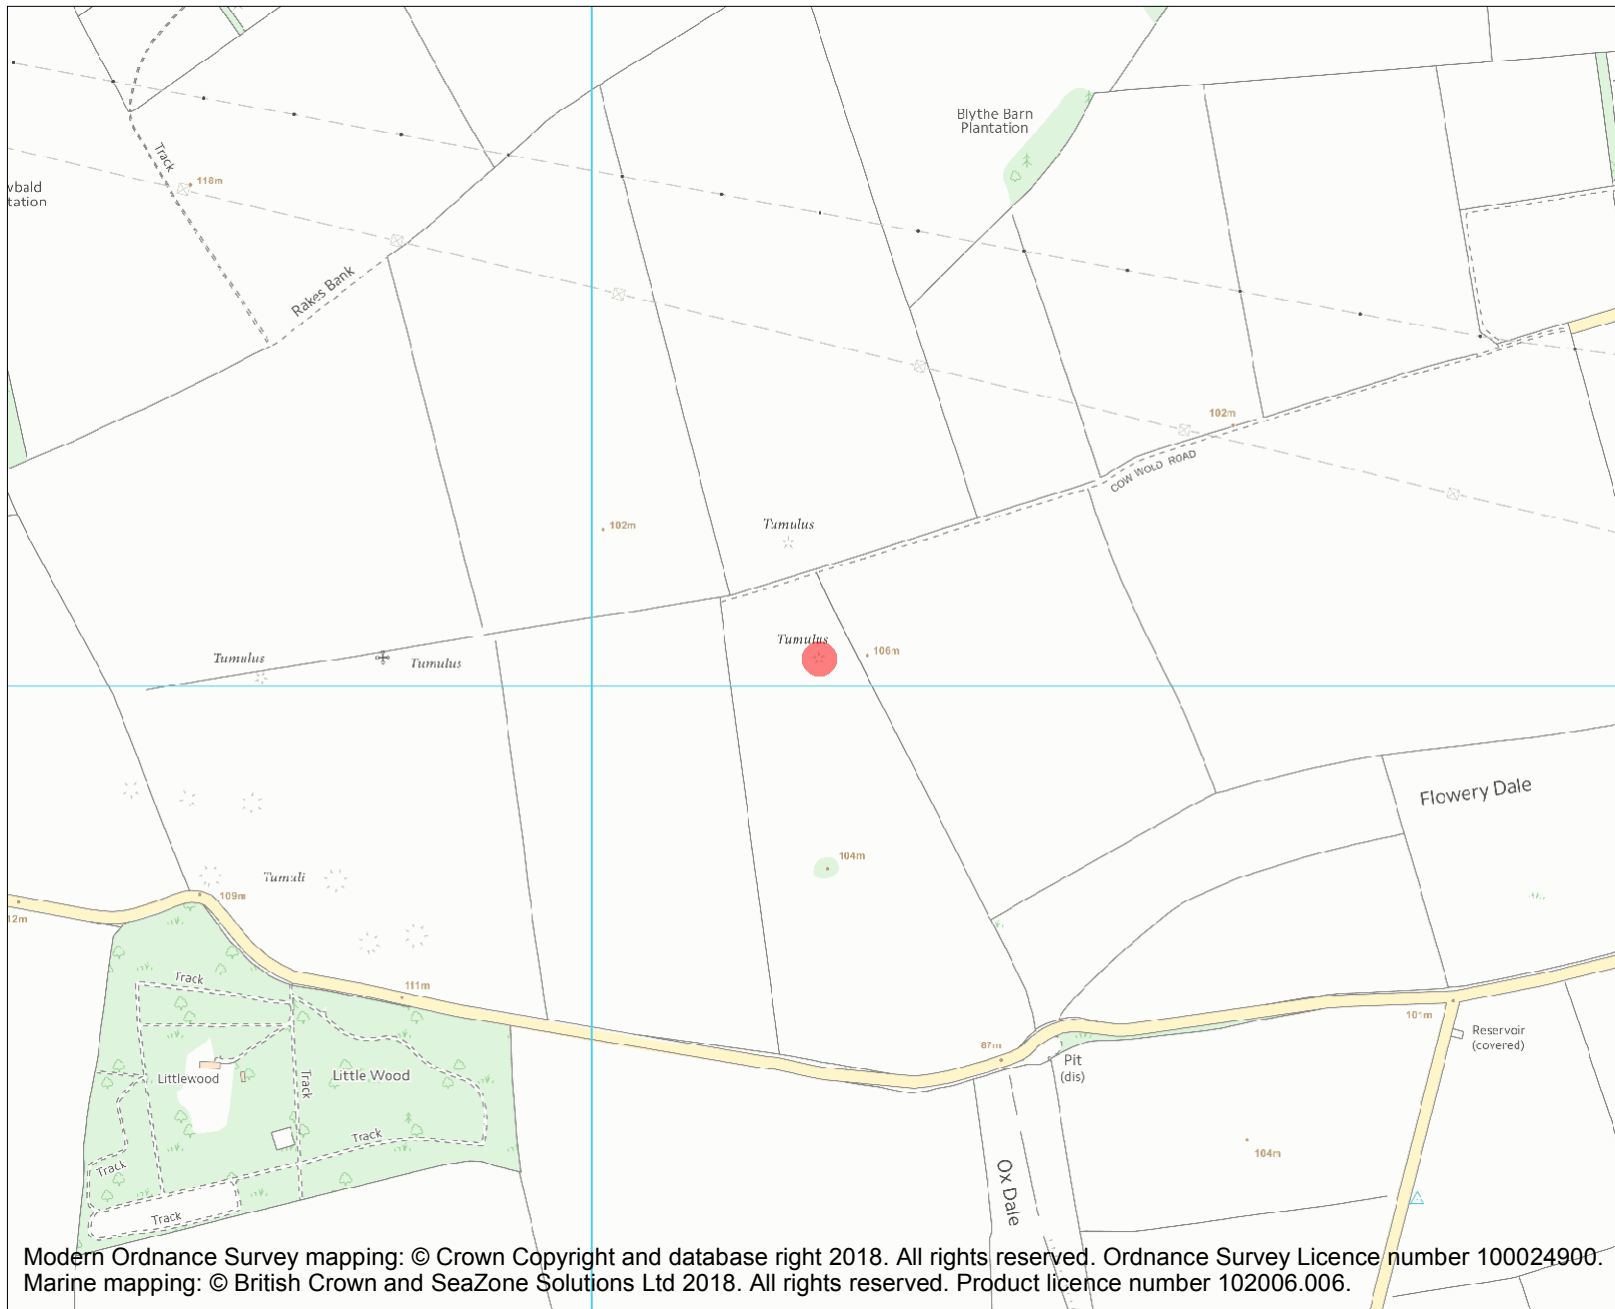 Blythe Barn
Plantation
Track
118m
wbald
tation
Rakes Bank
102m
COW WOLD ROAD
Tumulus
102m
Tumulus
106m
Tumulus
Tumulus
Flowery Dale
104m
Tumuli
109m
12m
Track
111m
101m
Reservoir
(covered)
87m
Pit
(dis)
Littlewood
Track
Little Wood
Track
104m
Track
Ox Dale
Track
Modern Ordnance Survey mapping: © Crown Copyright and database right 2018. All rights reserved. Ordnance Survey Licence number 100024900.
Marine mapping: © British Crown and SeaZone Solutions Ltd 2018. All rights reserved. Product licence number 102006.006.